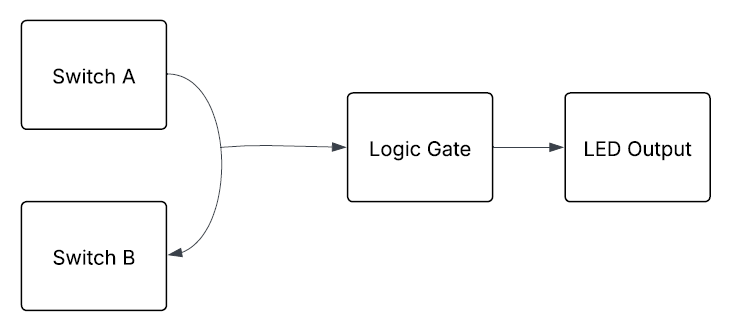 Switch A
Logic Gate
LED Output
Switch B